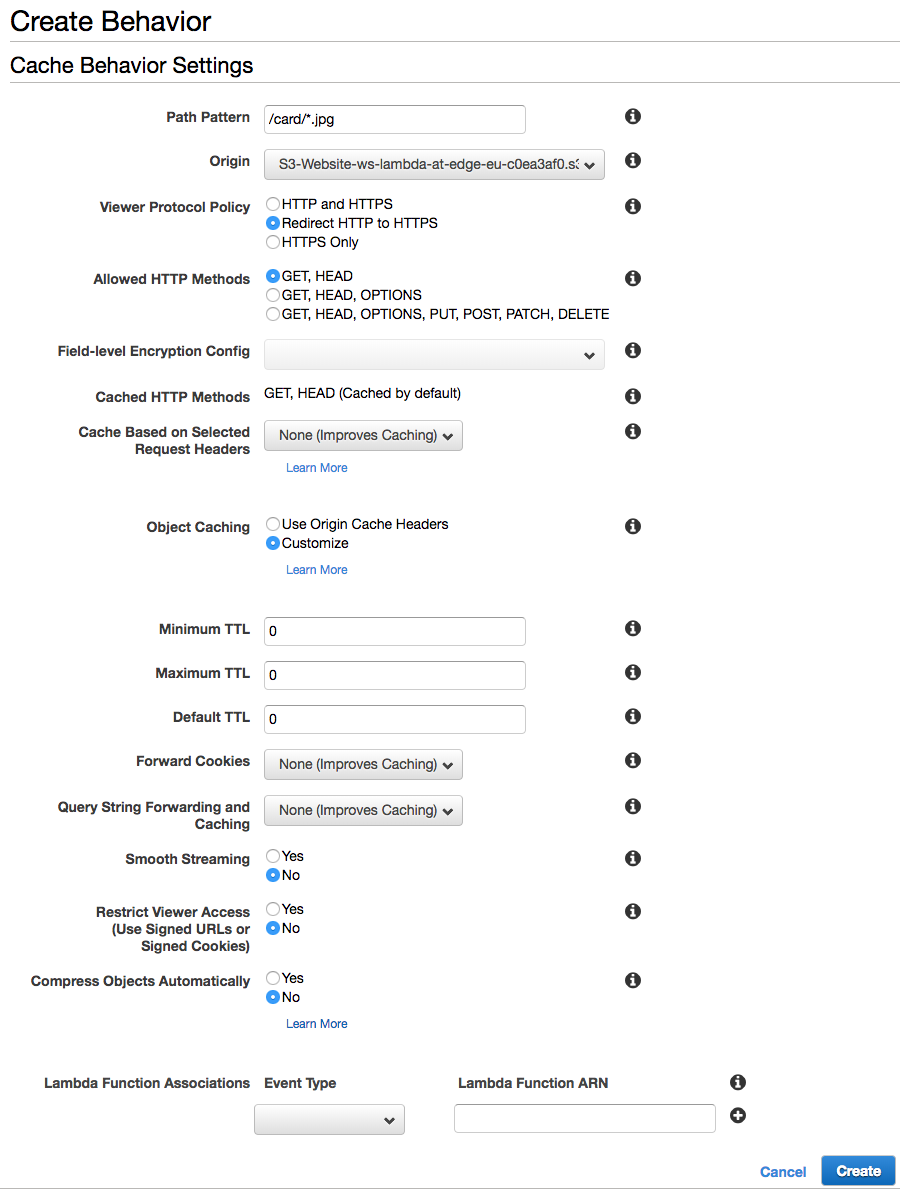 Create Behavior
Cache Behavior Settings
Path Pattern
/card/*.jpg
Origin
S3-Website-ws-lambda-at-edge-eu-c0ea3af0.s3
Viewer Protocol Policy
HTTP and HTTPS
Redirect HTTP to HTTPS
HTTPS Only
Allowed HTTP Methods
GET, HEAD
GET, HEAD, OPTIONS
GET, HEAD, OPTIONS, PUT, POST, PATCH, DELETE
Field-level Encryption Config
Cached HTTP Methods
GET, HEAD (Cached by default)
Cache Based on Selected
Request Headers
None (Improves Caching)
Learn More
Object Caching
Use Origin Cache Headers
Customize
Learn More
Minimum TTL
0
Maximum TTL
0
Default TTL
0
Forward Cookies
None (Improves Caching)
Query String Forwarding and
Caching
None (Improves Caching)
Smooth Streaming
Yes
No
Restrict Viewer Access
(Use Signed URLs or
Signed Cookies)
Yes
No
Compress Objects Automatically
Yes
No
Learn More
Lambda Function Associations
Event Type
Lambda Function ARN
Cancel
Create